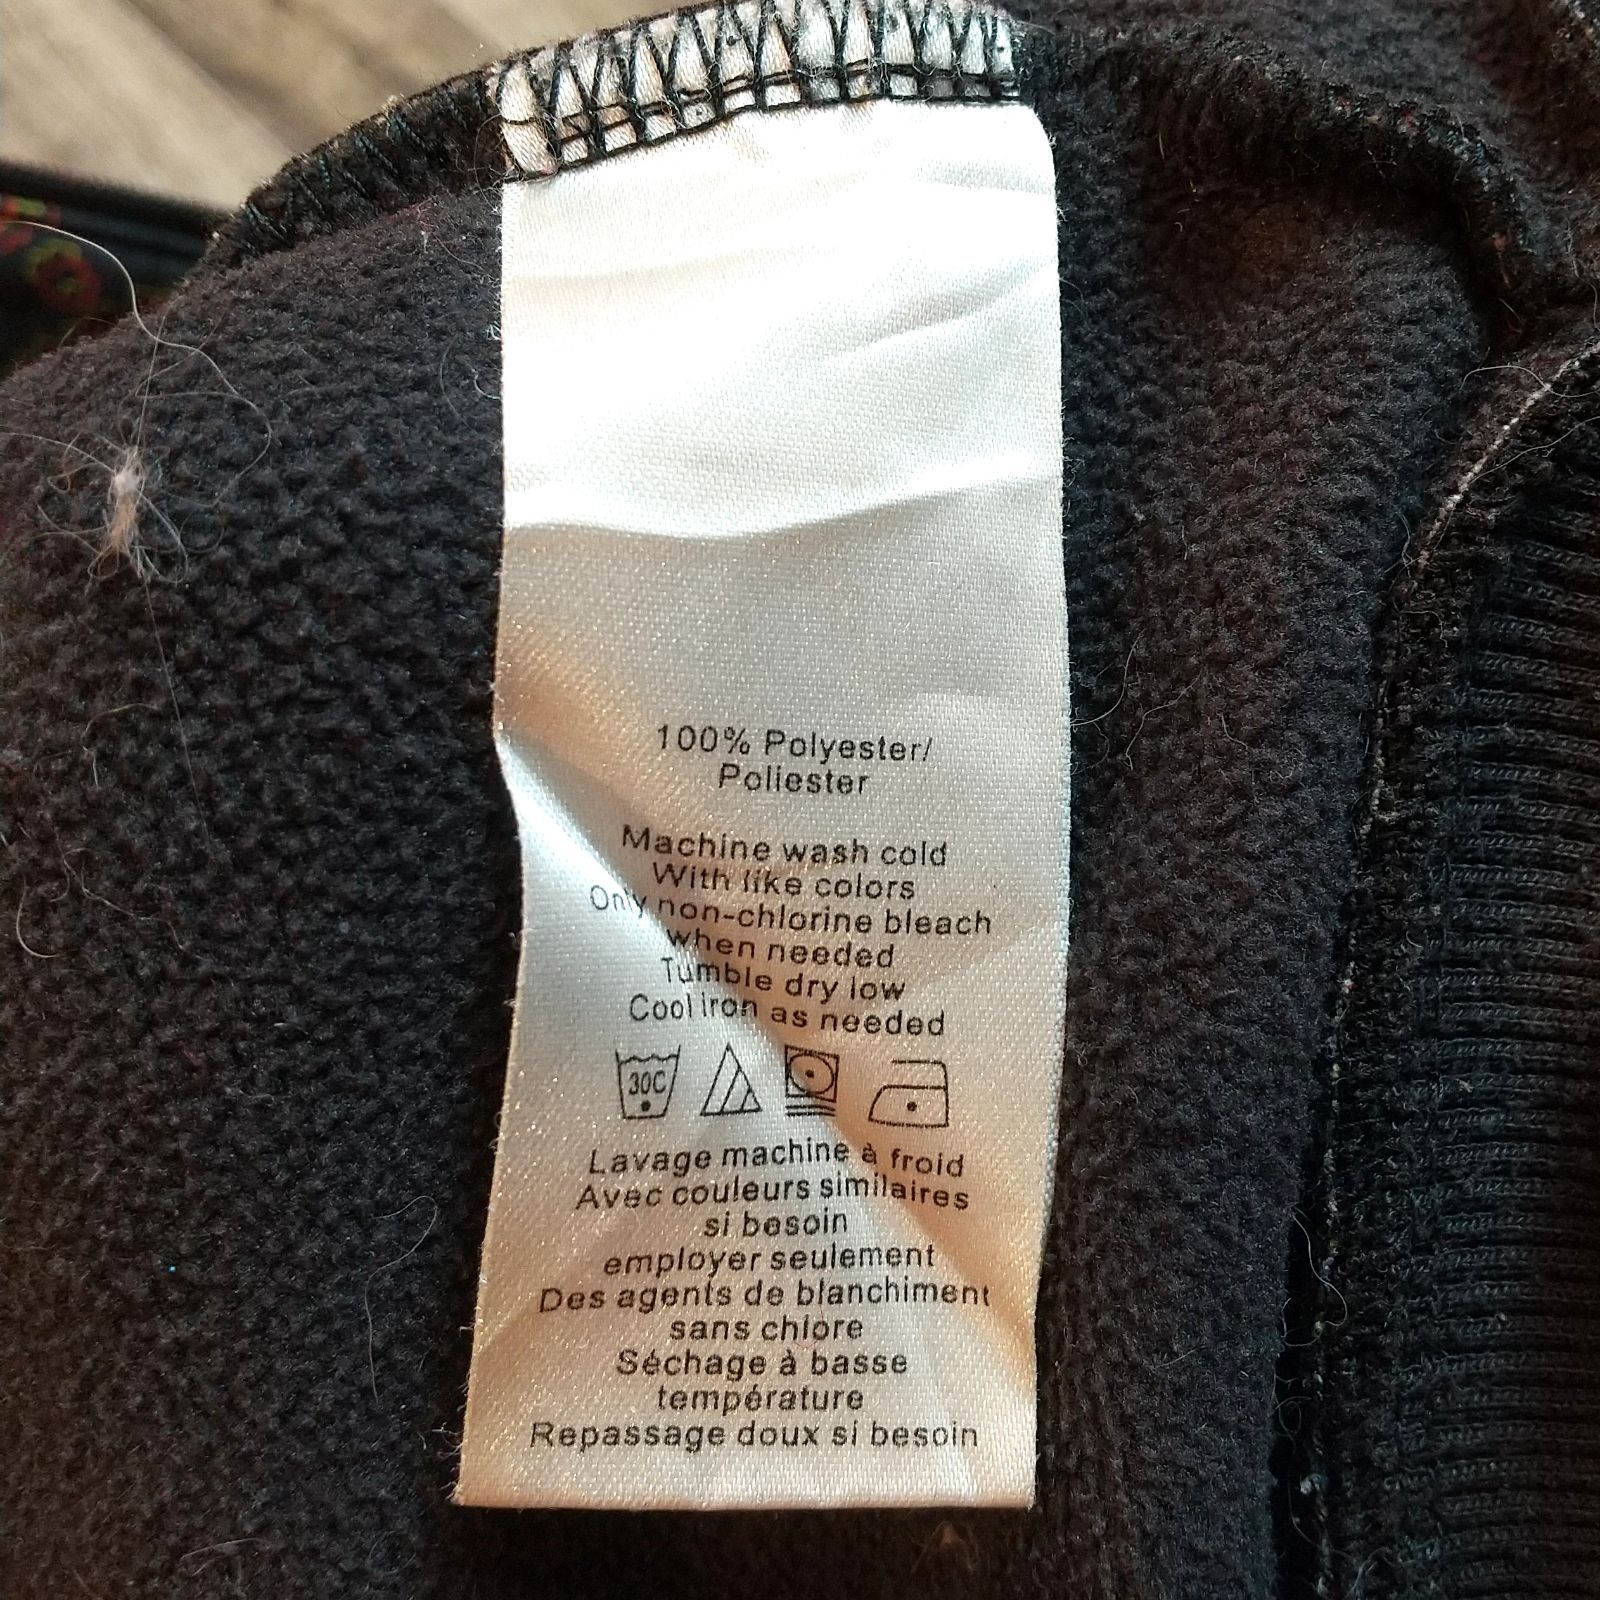 100% Polyester/
Poliester
Machine wash cold
With like colors
Only non-chlorine bleach
when needed
Tumble dry low
Cool iron as needed
30C
Lavage machine à froid
Avec couleurs similaires
si besoin
employer seulement
Des agents de blanchiment
sans chlore
Séchage à basse
température
Repassage doux si besoin